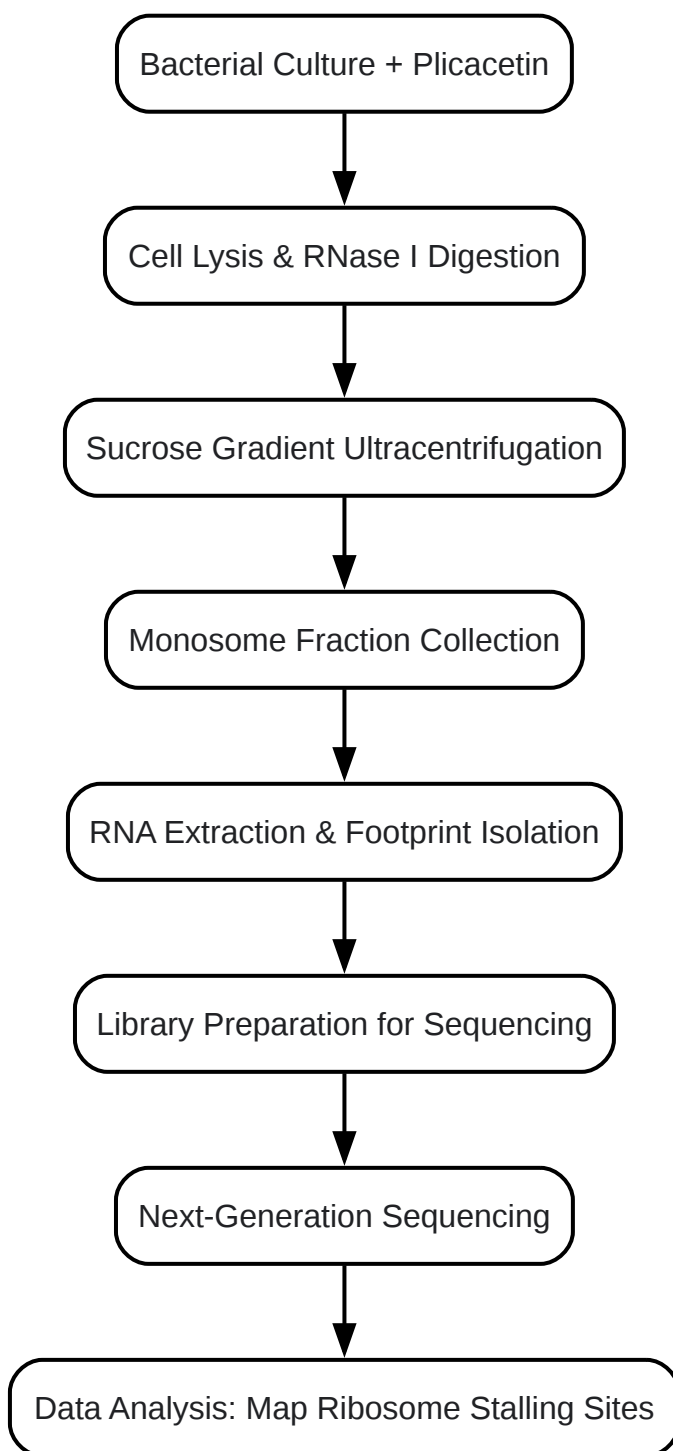 Bacterial Culture + Plicacetin
Cell Lysis & RNase I Digestion
Sucrose Gradient Ultracentrifugation
Monosome Fraction Collection
RNA Extraction & Footprint Isolation
Library Preparation for Sequencing
Next-Generation Sequencing
Data Analysis: Map Ribosome Stalling Sites